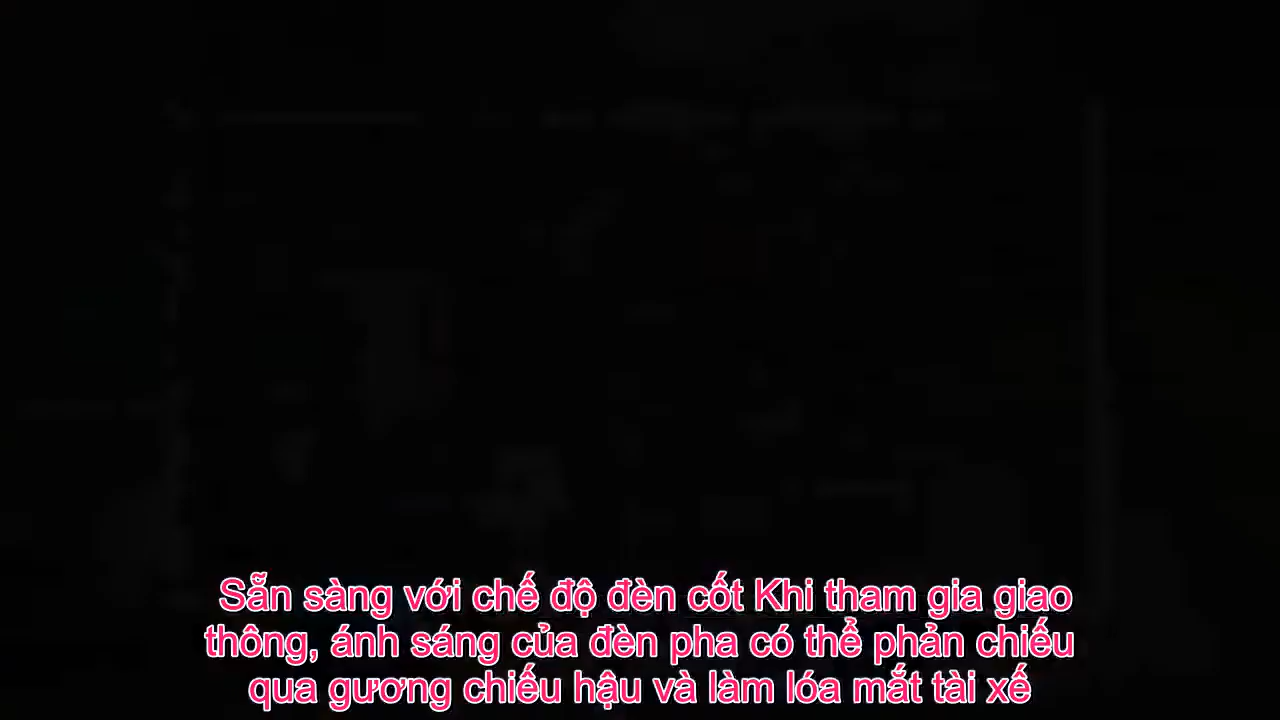 Sẵn sàng với chế độ đèn cốt Khi tham gia giao
thông, ánh sáng của đèn pha có thể phản chiếu
qua gương chiếu hậu và làm lóa mắt tài xế